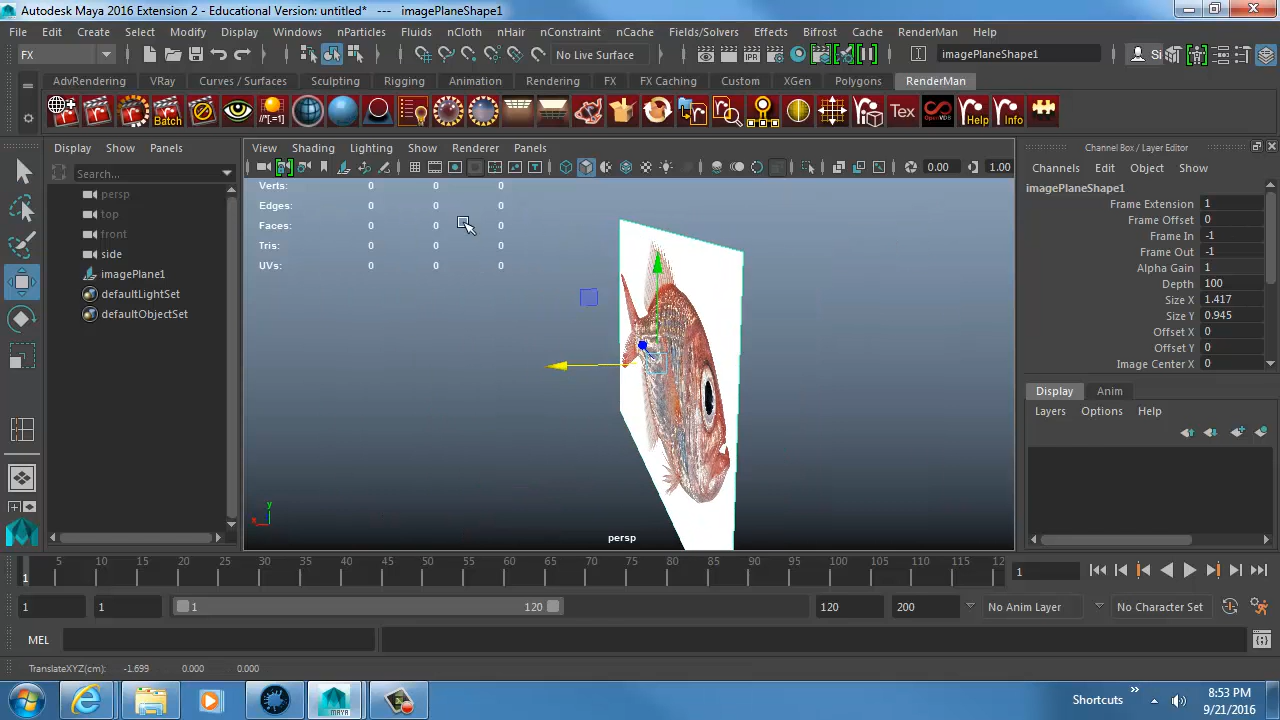 Autodesk Maya 2016 Extension 2 - Educational Version: untitled* --- imagePlaneShape1
File Edit Create Select Modify Display Windows nParticles Fluids nCloth nHair nConstraint nCache Fields/Solvers Effects Bifrost Cache RenderMan Help
FX No Live Surface IPR imagePlaneShape1 Si
AdvRendering VRay Curves / Surfaces Sculpting Rigging Animation Rendering FX FX Caching Custom XGen Polygons RenderMan
Batch //*[.=!] Tex OpenVDB Help Info
Display Show Panels View Shading Lighting Show Renderer Panels Channel Box / Layer Editor
Search... 0.00 1.00 Channels Edit Object Show
Verts: 0 0 0
Edges: 0 0 0
Faces: 0 0 0
Tris: 0 0 0
UVs: 0 0 0
persp
top
front
side
imagePlane1
defaultLightSet
defaultObjectSet
imagePlaneShape1
Frame Extension 1
Frame Offset 0
Frame In -1
Frame Out -1
Alpha Gain 1
Depth 100
Size X 1.417
Size Y 0.945
Offset X 0
Offset Y 0
Image Center X 0
Display Anim
Layers Options Help
y
x
persp
5 10 15 20 25 30 35 40 45 50 55 60 65 70 75 80 85 90 95 100 105 110 115 12
1 1
1 1 1 120 120 200 No Anim Layer No Character Set
MEL
TranslateXYZ(cm): -1.699 0.000 0.000
MAYA Shortcuts 8:53 PM
9/21/2016